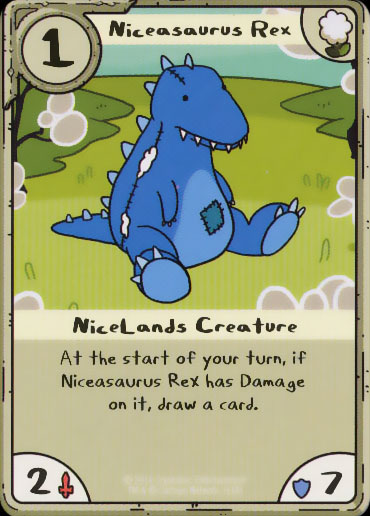 Niceasaurus Rex
1
NiceLands Creature
At the start of your turn, if
Niceasaurus Rex has Damage
on it, draw a card.
2
7